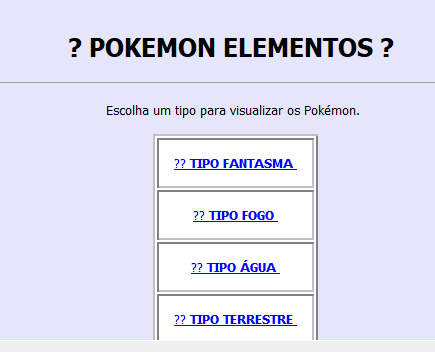 ? POKEMON ELEMENTOS ?
Escolha um tipo para visualizar os Pokémon.
?? TIPO FANTASMA
?? TIPO FOGO
?? TIPO ÁGUA
?? TIPO TERRESTRE